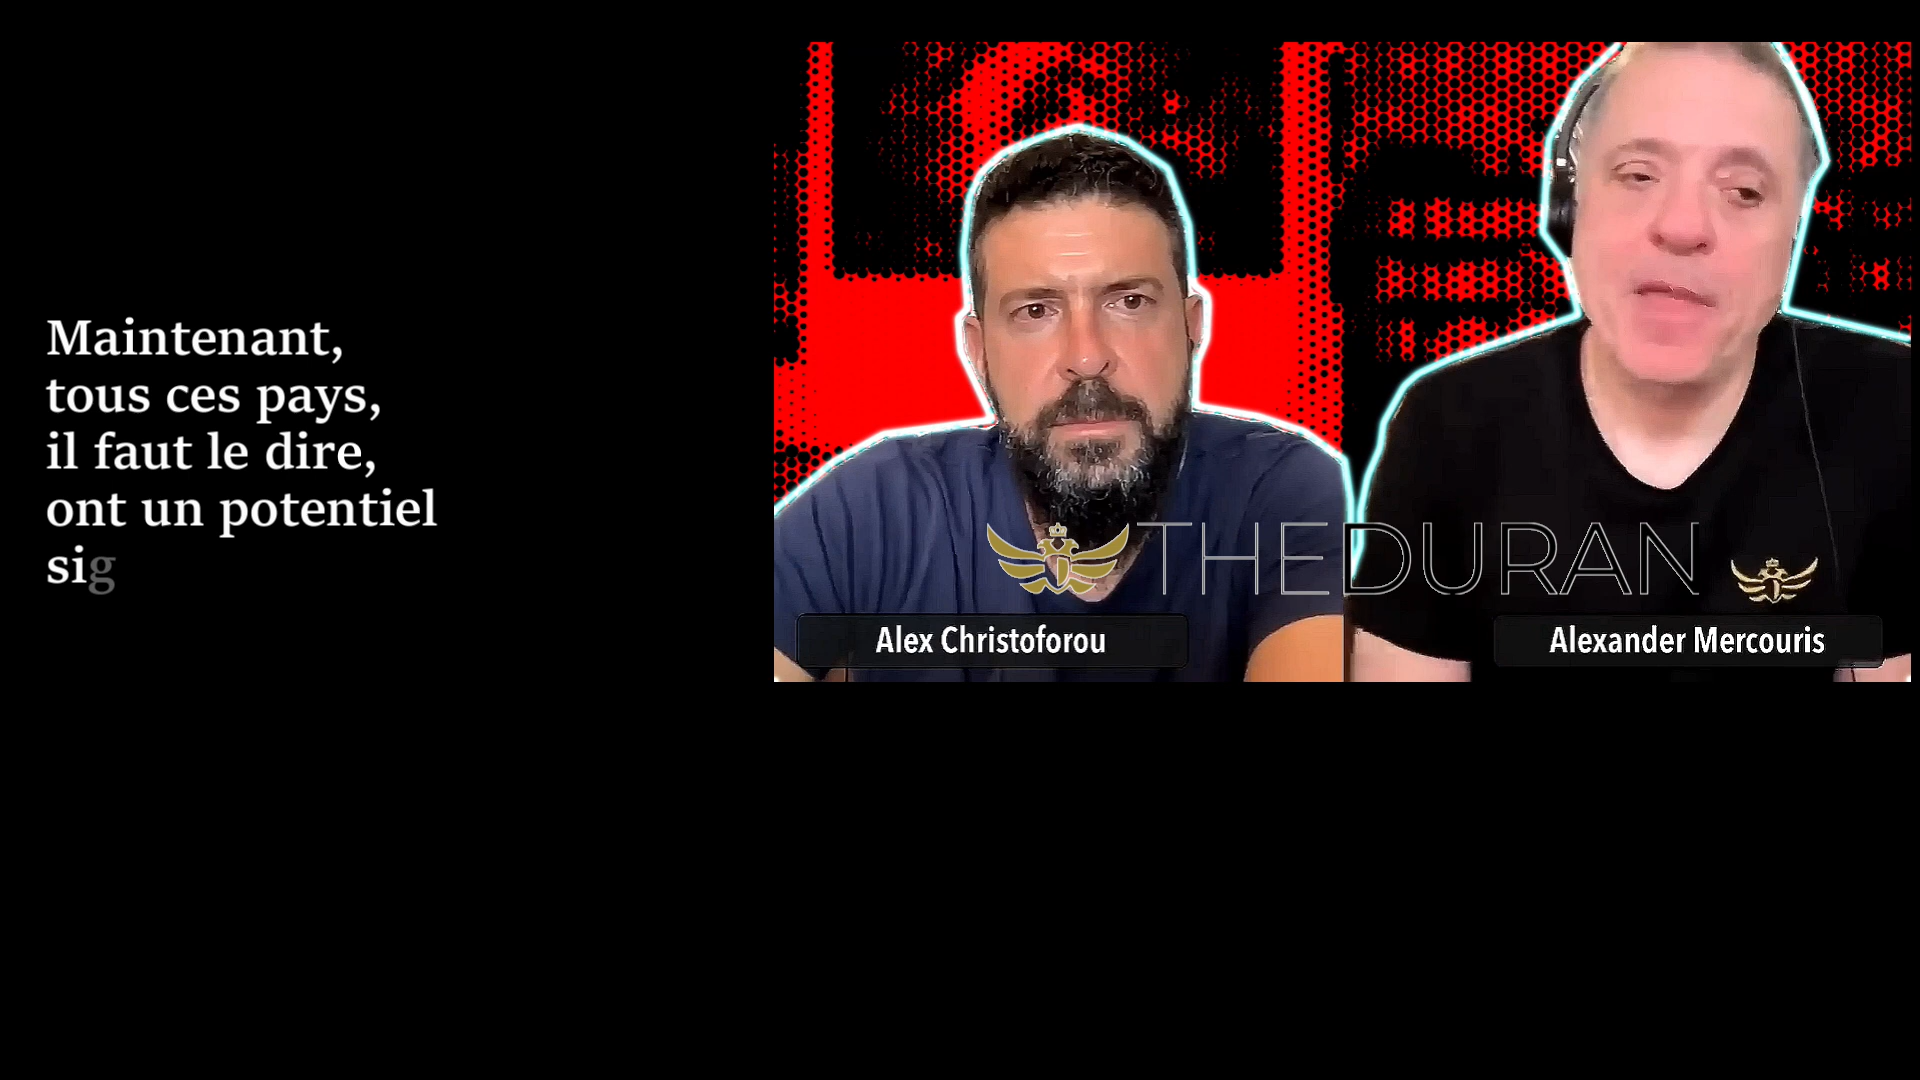 Maintenant,
tous ces pays,
il faut le dire,
ont un potentiel
sig
THEDURAN
Alex Christoforou
Alexander Mercouris